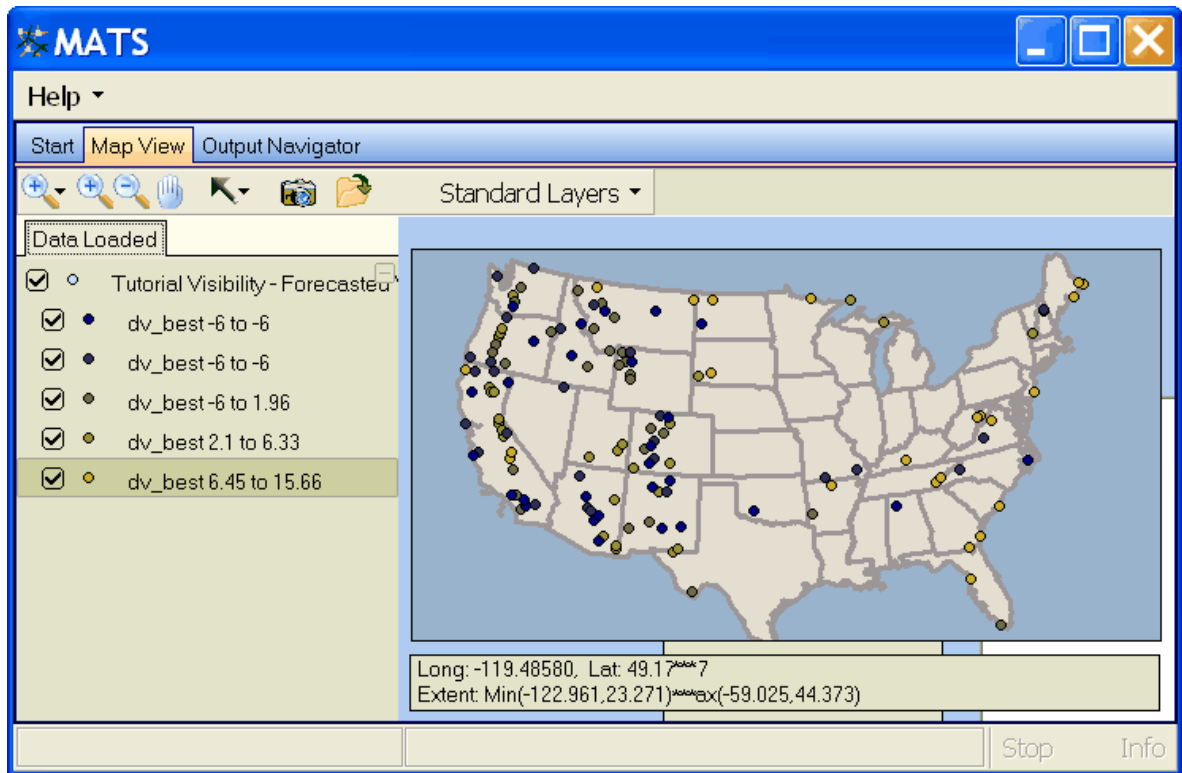 MATS
Help
Start Map View Output Navigator
Standard Layers
Data Loaded
Tutorial Visibility - Forecasted
dv_best -6 to -6
dv_best -6 to -6
dv_best -6 to 1.96
dv_best 2.1 to 6.33
dv_best 6.45 to 15.66
Long: -119.48580, Lat: 49.17***7
Extent: Min(-122.961,23.271)***ax(-59.025,44.373)
Stop Info